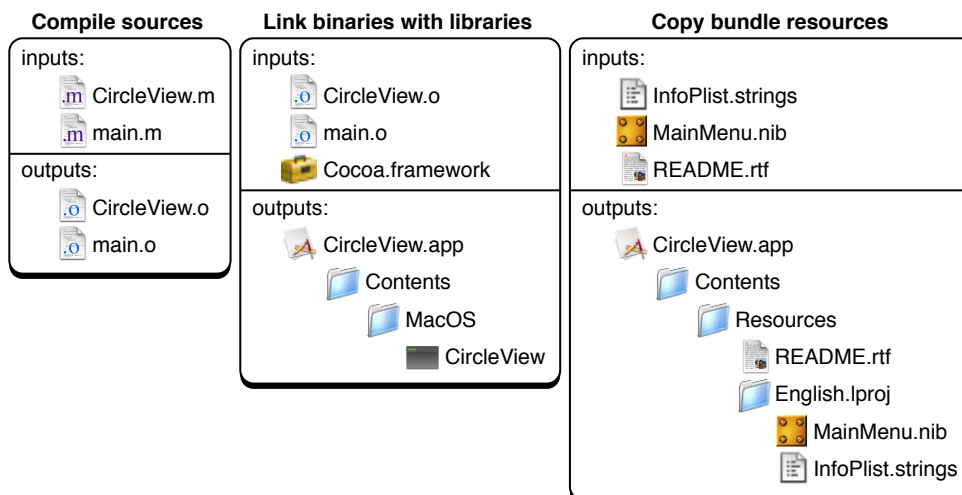 Compile sources
inputs:
.m CircleView.m
.m main.m
outputs:
.o CircleView.o
.o main.o
Link binaries with libraries
inputs:
.o CircleView.o
.o main.o
Cocoa.framework
outputs:
CircleView.app
Contents
MacOS
CircleView
Copy bundle resources
inputs:
InfoPlist.strings
MainMenu.nib
README.rtf
outputs:
CircleView.app
Contents
Resources
README.rtf
English.lproj
MainMenu.nib
InfoPlist.strings